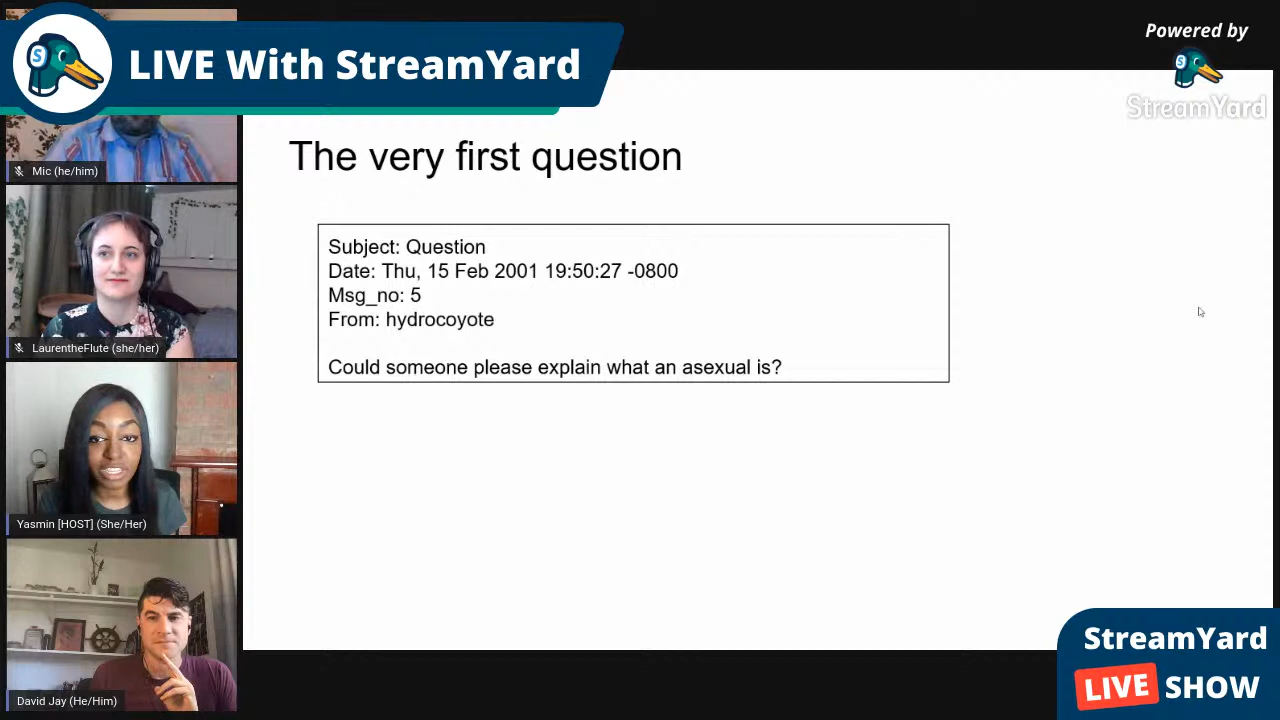 LIVE With StreamYard
Powered by
StreamYard
The very first question
Subject: Question
Date: Thu, 15 Feb 2001 19:50:27 -0800
Msg_no: 5
From: hydrocoyote
Could someone please explain what an asexual is?
Mic (he/him)
LaurentheFlute (she/her)
Yasmin [HOST] (She/Her)
David Jay (He/Him)
StreamYard
LIVE SHOW